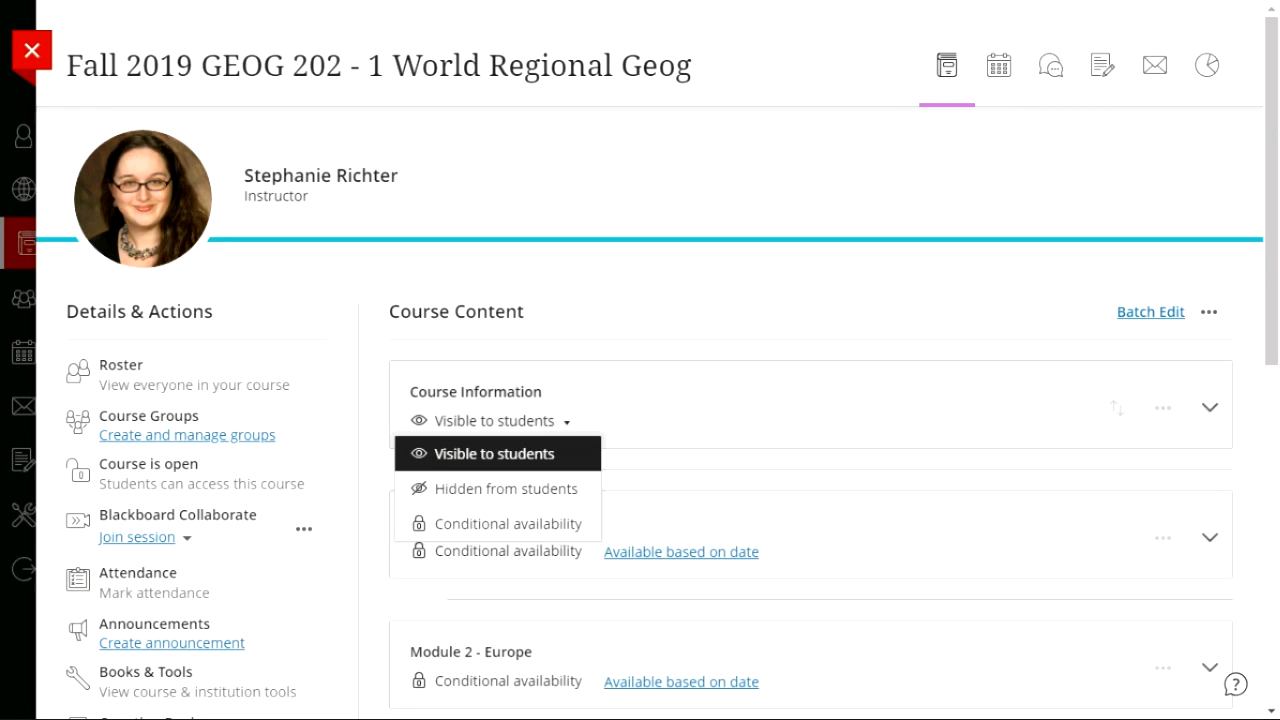 Fall 2019 GEOG 202 - 1 World Regional Geog
Stephanie Richter
Instructor
Details & Actions
Roster
View everyone in your course
Course Groups
Create and manage groups
Course is open
Students can access this course
Blackboard Collaborate
Join session
Attendance
Mark attendance
Announcements
Create announcement
Books & Tools
View course & institution tools
Course Content
Batch Edit
Course Information
Visible to students
Visible to students
Hidden from students
Conditional availability
Conditional availability Available based on date
Module 2 - Europe
Conditional availability Available based on date